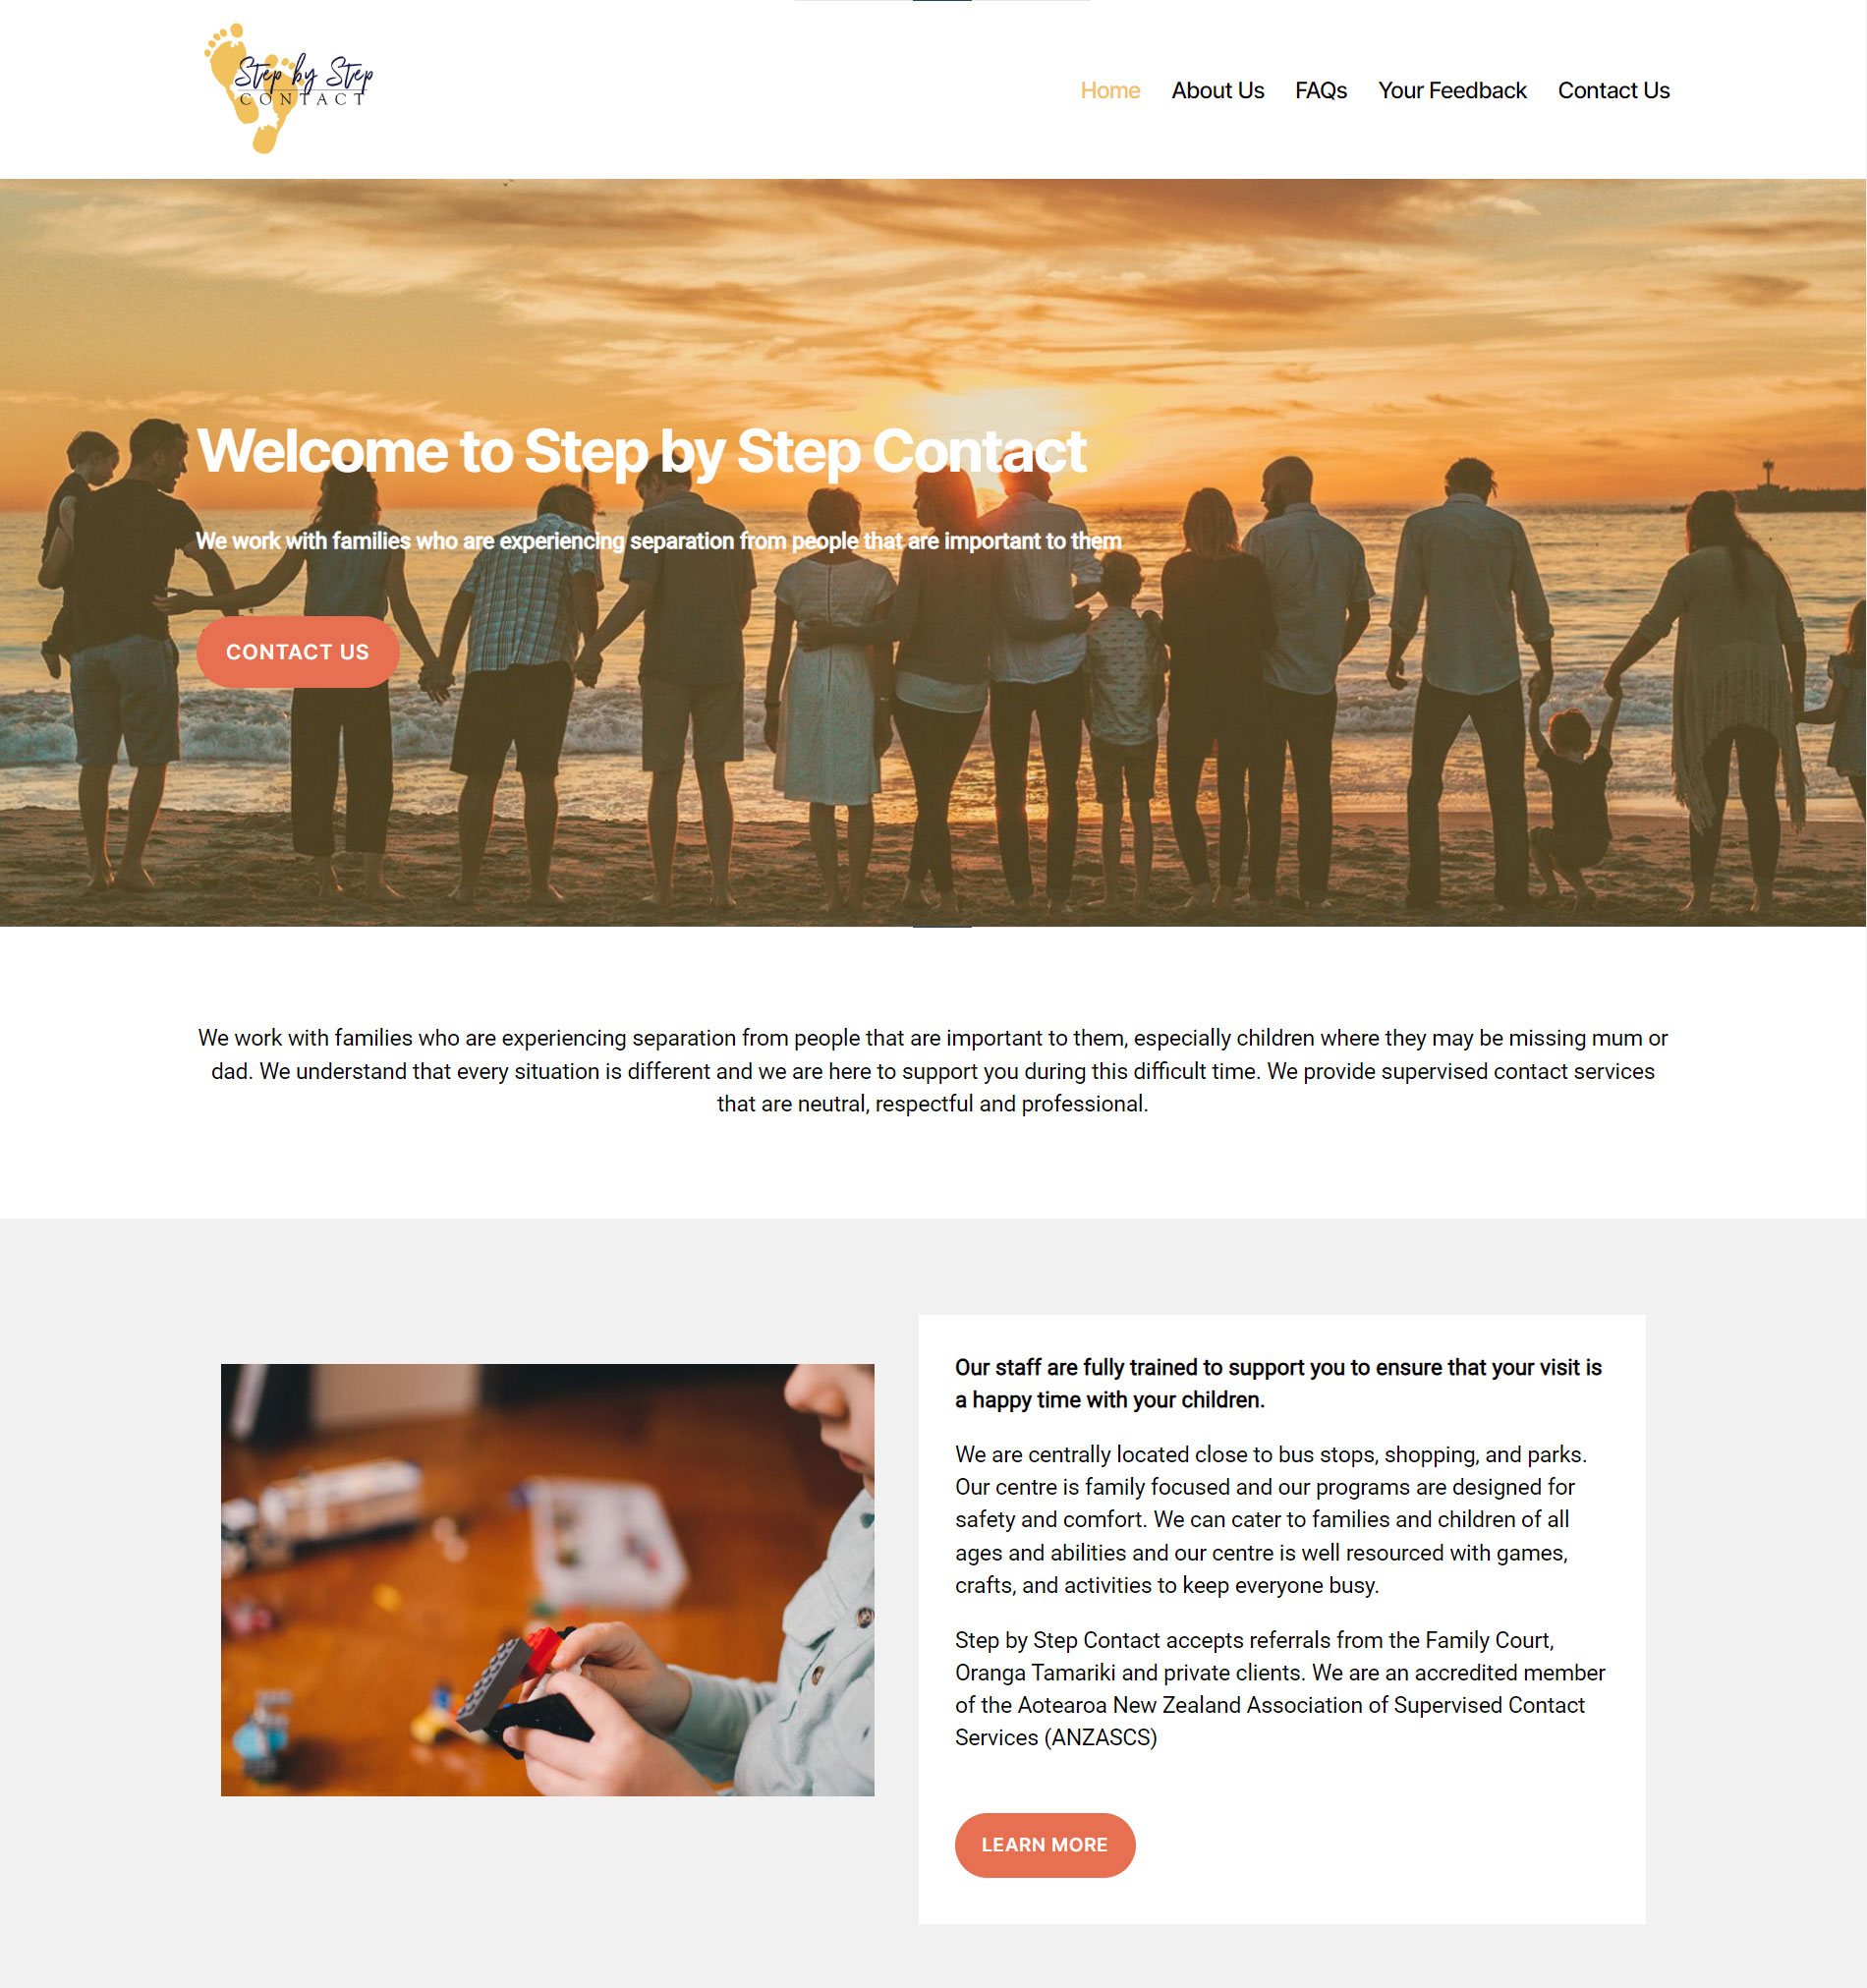 Step by Step
CONTACT
Home About Us FAQs Your Feedback Contact Us
Welcome to Step by Step Contact
We work with families who are experiencing separation from people that are important to them
CONTACT US
We work with families who are experiencing separation from people that are important to them, especially children where they may be missing mum or
dad. We understand that every situation is different and we are here to support you during this difficult time. We provide supervised contact services
that are neutral, respectful and professional.
Our staff are fully trained to support you to ensure that your visit is
a happy time with your children.
We are centrally located close to bus stops, shopping, and parks.
Our centre is family focused and our programs are designed for
safety and comfort. We can cater to families and children of all
ages and abilities and our centre is well resourced with games,
crafts, and activities to keep everyone busy.
Step by Step Contact accepts referrals from the Family Court,
Oranga Tamariki and private clients. We are an accredited member
of the Aotearoa New Zealand Association of Supervised Contact
Services (ANZASCS)
LEARN MORE